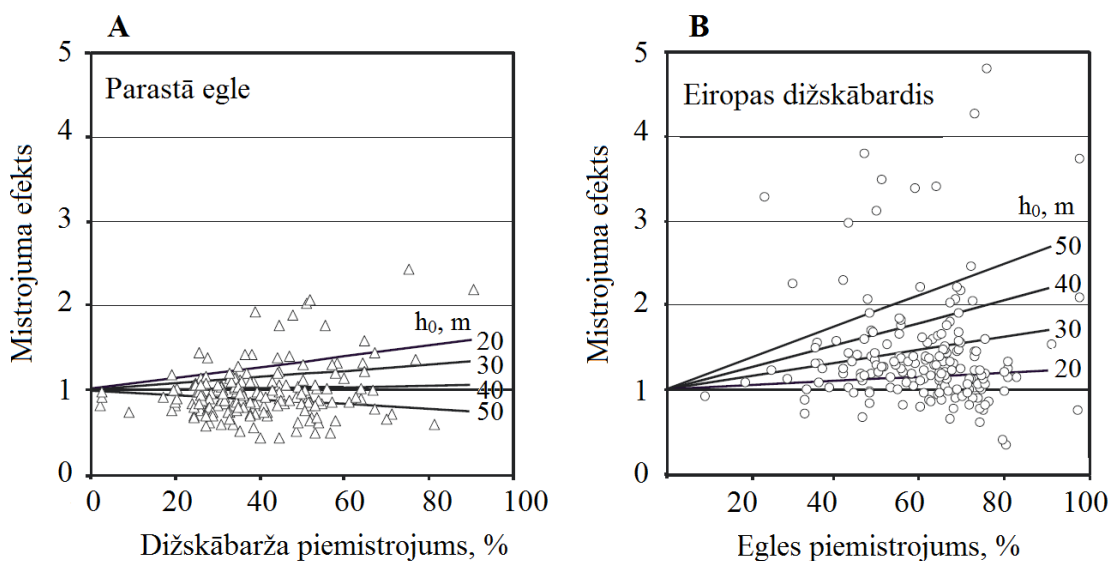 A
Parastā egle
Mistrojuma efekts
5
4
3
2
1
0
h₀, m
20
30
40
50
0 20 40 60 80 100
Dižskābarža piemistrojums, %
B
Eiropas dižskābardis
Mistrojuma efekts
5
4
3
2
1
0
h₀, m
50
40
30
20
20 40 60 80 100
Egles piemistrojums, %